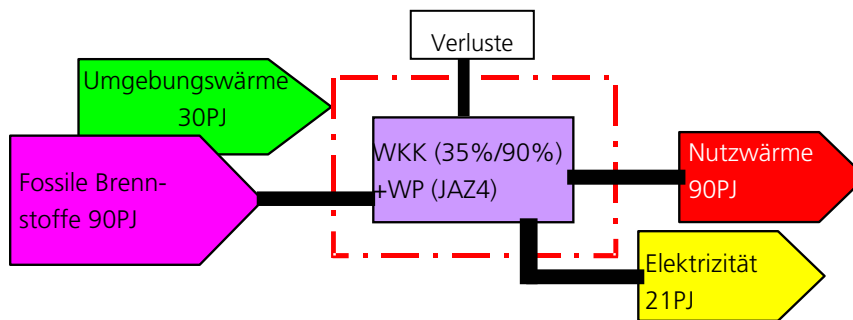 Verluste
Umgebungswärme
30PJ
Fossile Brenn-
stoffe 90PJ
WKK (35%/90%)
+WP (JAZ4)
Nutzwärme
90PJ
Elektrizität
21PJ